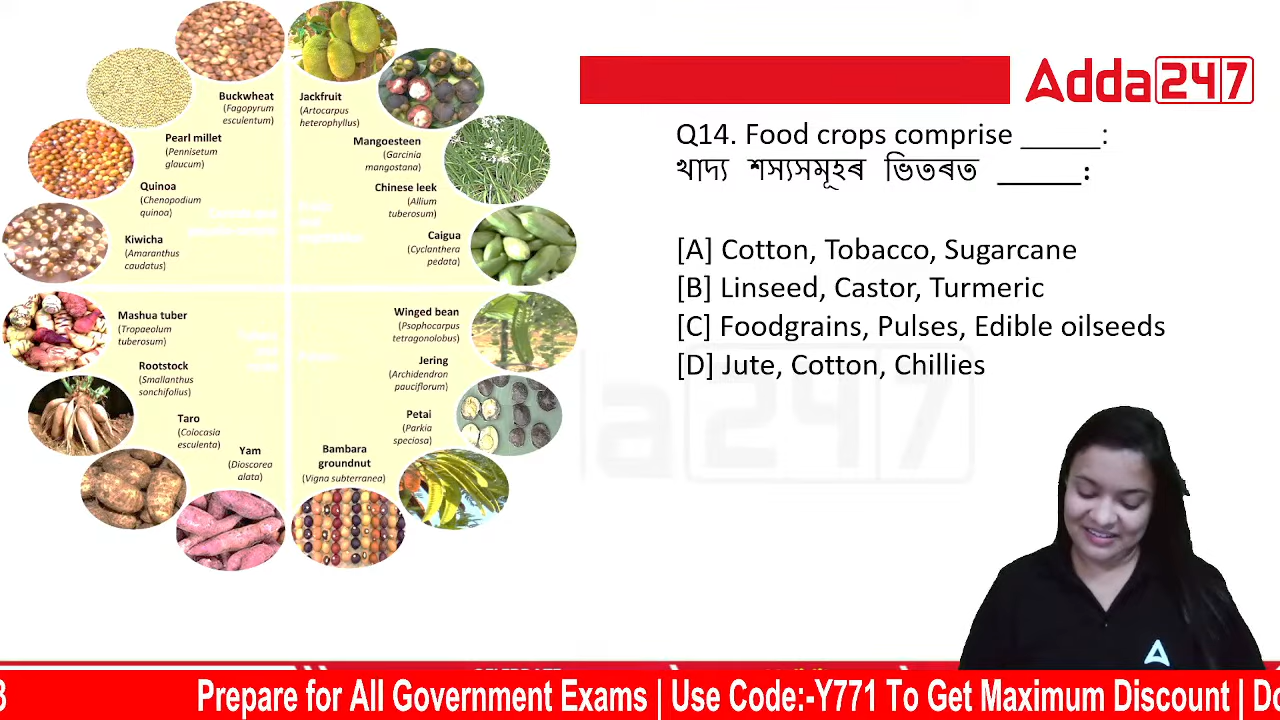 Adda247
Q14. Food crops comprise _____:
খাদ্য শস্যসমূহৰ ভিতৰত _____:
[A] Cotton, Tobacco, Sugarcane
[B] Linseed, Castor, Turmeric
[C] Foodgrains, Pulses, Edible oilseeds
[D] Jute, Cotton, Chillies
Buckwheat
(Fagopyrum
esculentum)
Pearl millet
(Pennisetum
glaucum)
Quinoa
(Chenopodium
quinoa)
Kiwicha
(Amaranthus
caudatus)
Jackfruit
(Artocarpus
heterophyllus)
Mangoesteen
(Garcinia
mangostana)
Chinese leek
(Allium
tuberosum)
Caigua
(Cyclanthera
pedata)
Mashua tuber
(Tropaeolum
tuberosum)
Rootstock
(Smallanthus
sonchifolius)
Taro
(Colocasia
esculenta)
Yam
(Dioscorea
alata)
Winged bean
(Psophocarpus
tetragonolobus)
Jering
(Archidendron
pauciflorum)
Petai
(Parkia
speciosa)
Bambara
groundnut
(Vigna subterranea)
3 Prepare for All Government Exams | Use Code:-Y771 To Get Maximum Discount | Do